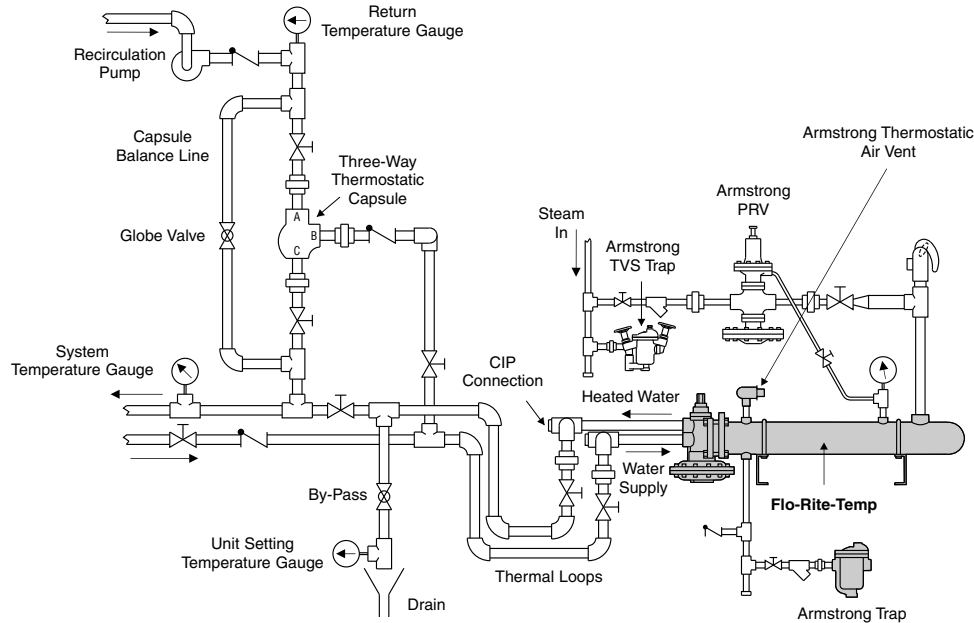 Return
Temperature Gauge
Recirculation
Pump
Capsule
Balance Line
Three-Way
Thermostatic
Capsule
A
B
C
Globe Valve
Armstrong Thermostatic
Air Vent
Armstrong
PRV
Steam
In
Armstrong
TVS Trap
System
Temperature Gauge
CIP
Connection
Heated Water
Water
Supply
Flo-Rite-Temp
By-Pass
Unit Setting
Temperature Gauge
Thermal Loops
Drain
Armstrong Trap